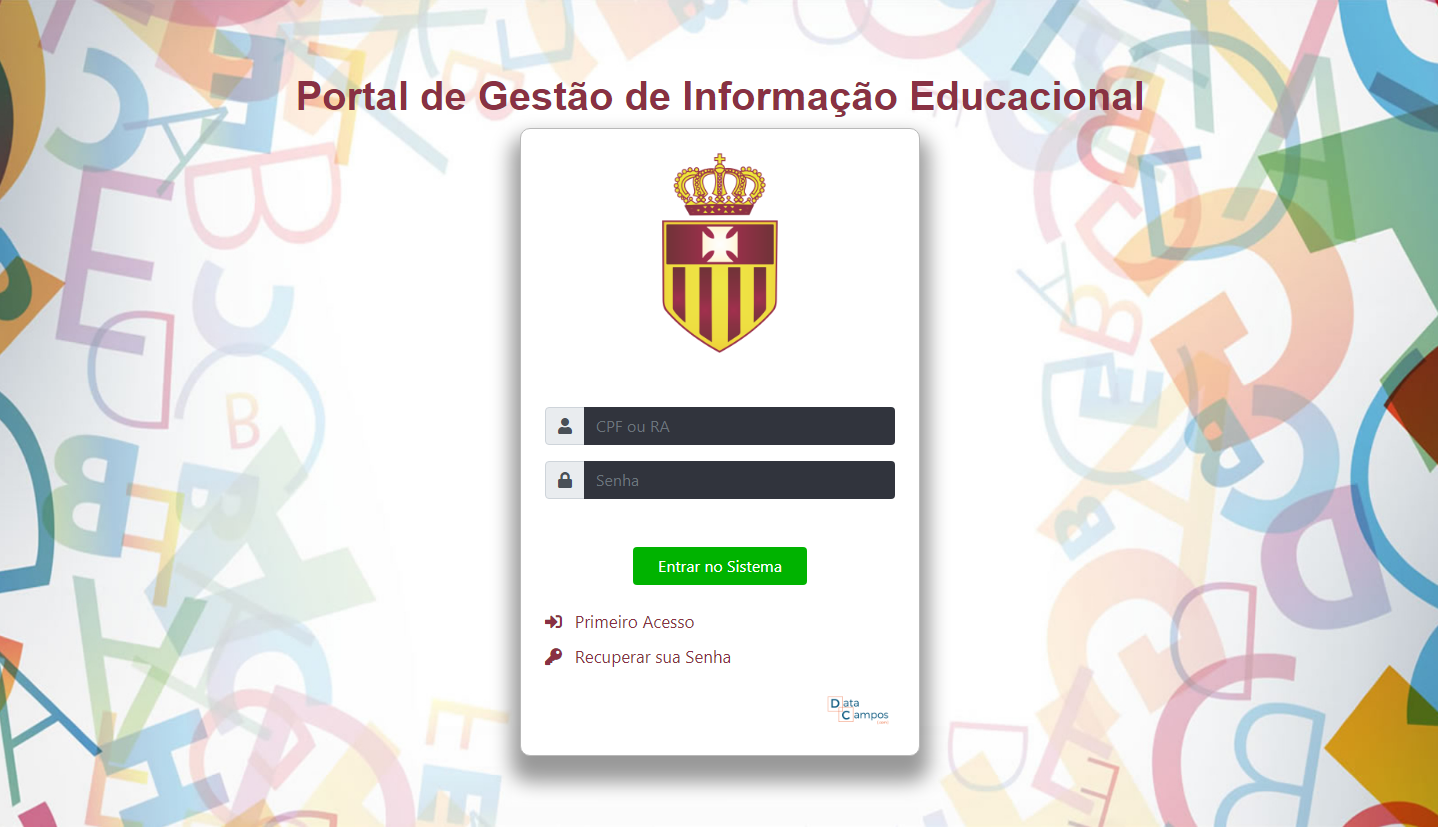 Portal de Gestão de Informação Educacional
CPF ou RA
Senha
Entrar no Sistema
Primeiro Acesso
Recuperar sua Senha
Data
Campos